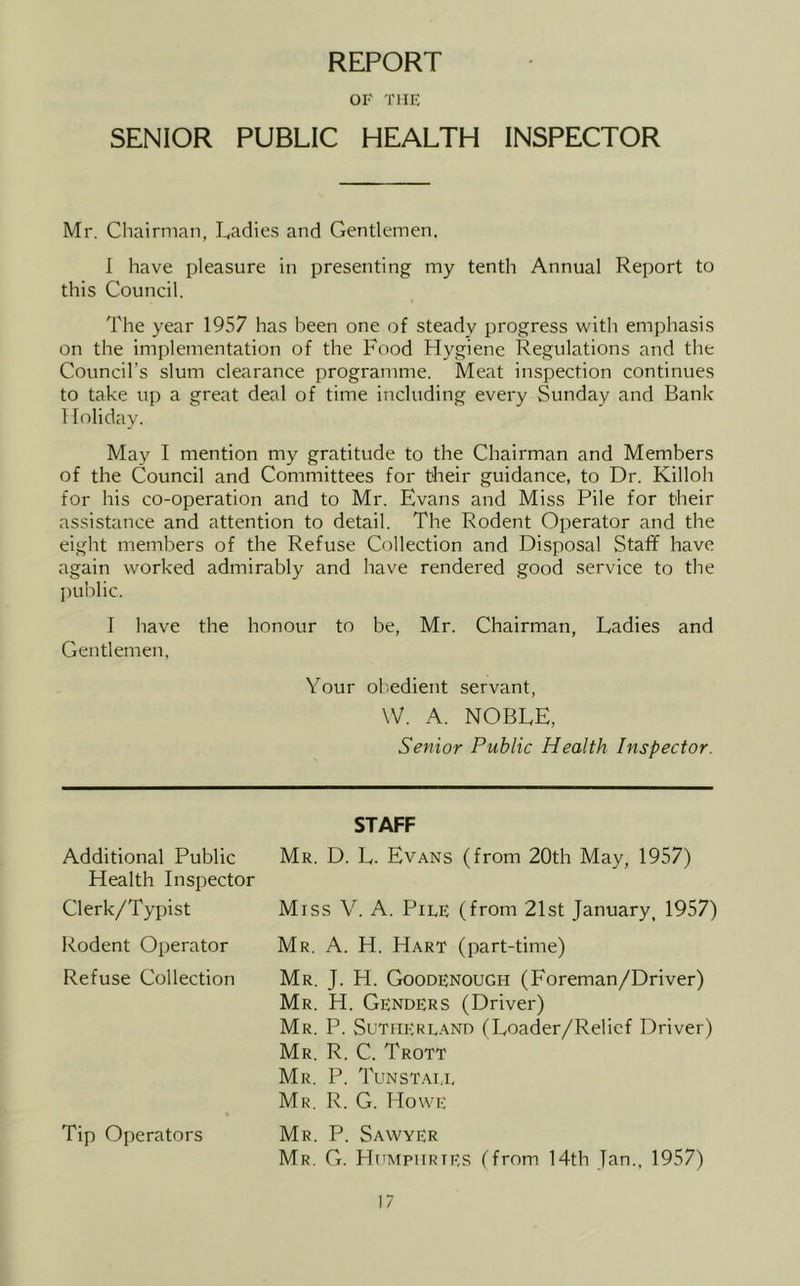 REPORT
OF THE
SENIOR PUBLIC HEALTH INSPECTOR
Mr. Chairman, Ladies and Gentlemen,
I have pleasure in presenting my tenth Annual Report to
this Council.
The year 1957 has been one of steady progress with emphasis
on the implementation of the Food Hygiene Regulations and the
Council's slum clearance programme. Meat inspection continues
to take up a great deal of time including every Sunday and Bank
Holiday.
May I mention my gratitude to the Chairman and Members
of the Council and Committees for their guidance, to Dr. Killoh
for his co-operation and to Mr. Evans and Miss Pile for their
assistance and attention to detail. The Rodent Operator and the
eight members of the Refuse Collection and Disposal Staff have
again worked admirably and have rendered good service to the
public.
I have the honour to be, Mr. Chairman, Ladies and
Gentlemen,
Your obedient servant,
W. A. NOBLE,
Senior Public Health Inspector.
STAFF
Additional Public Health Inspector Mr. D. L. Evans (from 20th May, 1957)
Clerk/Typist Miss V. A. Pile (from 21st January, 1957)
Rodent Operator Mr. A. H. Hart (part-time)
Refuse Collection Mr. J. H. Goodenough (Foreman/Driver)
Mr. H. Genders (Driver)
Mr. P. Sutherland (Loader/Relief Driver)
Mr. R. C. Trott
Mr. P. Tunstall
Mr. R. G. Howe
Tip Operators Mr. P. Sawyer
Mr. G. Humphries (from 14th Jan., 1957)
17